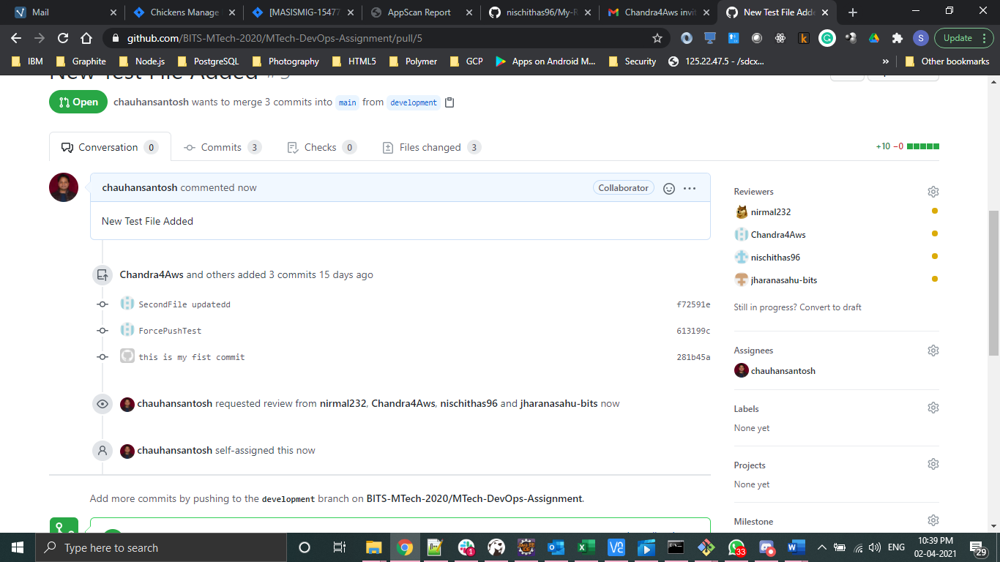 Mail
Chickens Manage
[MASISMIG-15477
AppScan Report
nischithas96/My-R
Chandra4Aws invit
New Test File Adde
github.com/BITS-MTech-2020/MTech-DevOps-Assignment/pull/5
S
Update
IBM
Graphite
Node.js
PostgreSQL
Photography
HTML5
Polymer
GCP
Apps on Android M...
Security
125.22.47.5 - /sdcx...
»
Other bookmarks
New Test File Added #5
Open
chauhansantosh wants to merge 3 commits into main from development
Conversation 0
Commits 3
Checks 0
Files changed 3
+10 −0
chauhansantosh commented now
Collaborator
New Test File Added
Chandra4Aws and others added 3 commits 15 days ago
SecondFile updatedd f72591e
ForcePushTest 613199c
this is my fist commit 281b45a
chauhansantosh requested review from nirmal232, Chandra4Aws, nischithas96 and jharanasahu-bits now
chauhansantosh self-assigned this now
Add more commits by pushing to the development branch on BITS-MTech-2020/MTech-DevOps-Assignment.
Reviewers
nirmal232
Chandra4Aws
nischithas96
jharanasahu-bits
Still in progress? Convert to draft
Assignees
chauhansantosh
Labels
None yet
Projects
None yet
Milestone
Type here to search
1
33
ENG
10:39 PM
02-04-2021
29